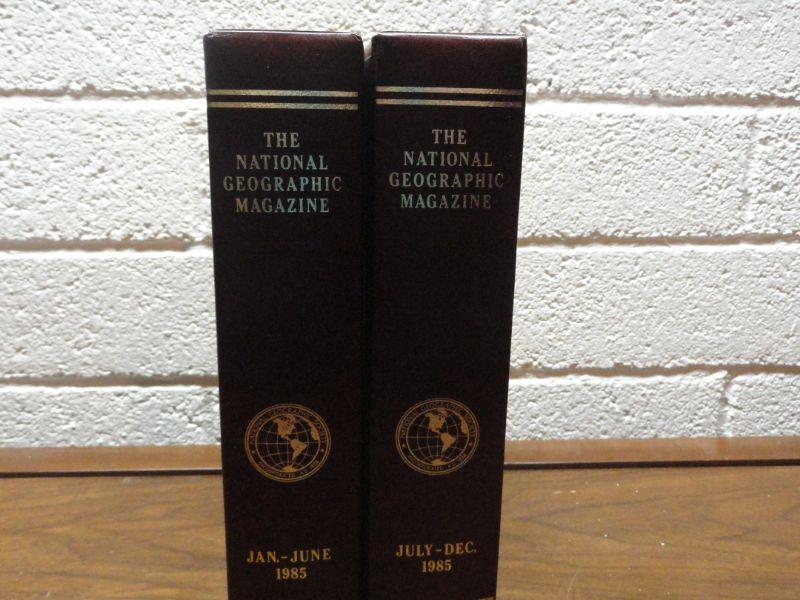 THE
NATIONAL
GEOGRAPHIC
MAGAZINE
JAN.-JUNE
1985
THE
NATIONAL
GEOGRAPHIC
MAGAZINE
JULY-DEC.
1985